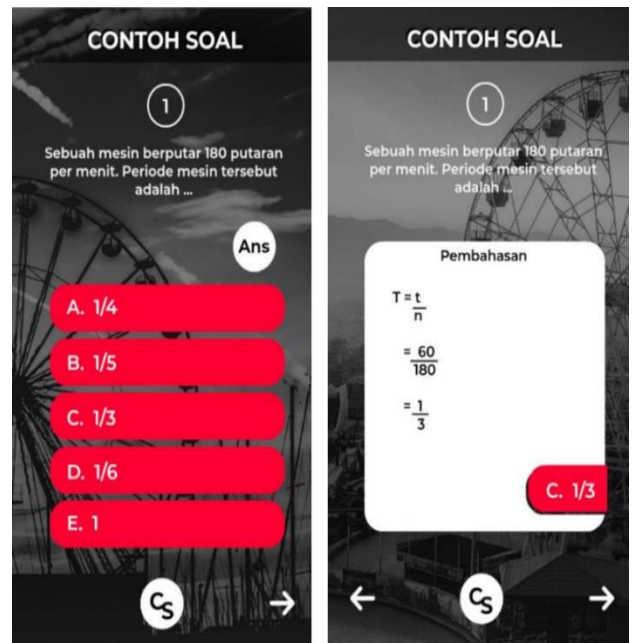 CONTOH SOAL
1
Sebuah mesin berputar 180 putaran
per menit. Periode mesin tersebut
adalah ...
Ans
A. 1/4
B. 1/5
C. 1/3
D. 1/6
E. 1
CS
CONTOH SOAL
1
Sebuah mesin berputar 180 putaran
per menit. Periode mesin tersebut
adalah ...
Pembahasan
T = t
n
= 60
180
= 1
3
C. 1/3
CS